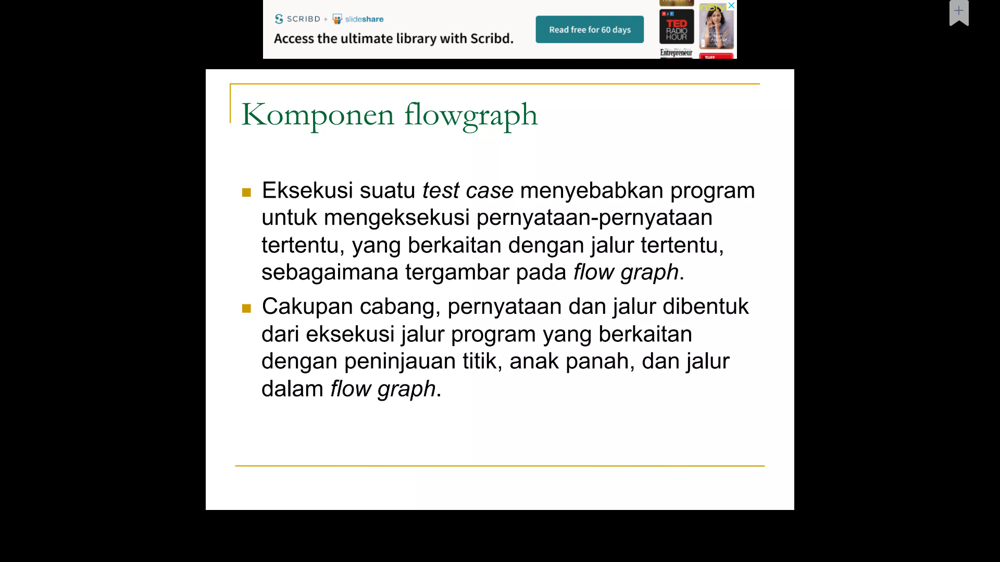 SCRIBD + slideshare
Access the ultimate library with Scribd.
Read free for 60 days
TED
RADIO
HOUR
Entrepreneur
InStyl
Komponen flowgraph
Eksekusi suatu test case menyebabkan program
untuk mengeksekusi pernyataan-pernyataan
tertentu, yang berkaitan dengan jalur tertentu,
sebagaimana tergambar pada flow graph.
Cakupan cabang, pernyataan dan jalur dibentuk
dari eksekusi jalur program yang berkaitan
dengan peninjauan titik, anak panah, dan jalur
dalam flow graph.